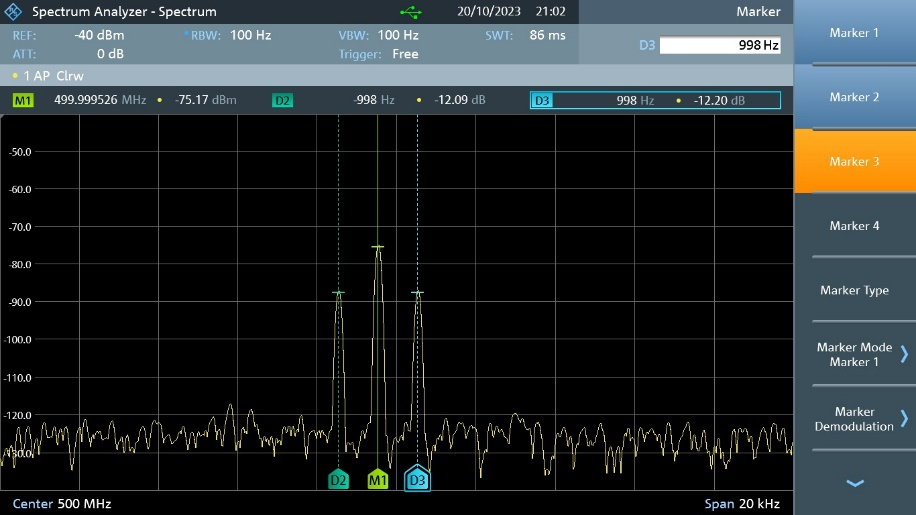 Spectrum Analyzer - Spectrum 20/10/2023 21:02 Marker
REF: -40 dBm RBW: 100 Hz VBW: 100 Hz SWT: 86 ms
ATT: 0 dB Trigger: Free
D3 998 Hz
1 AP Clrw
M1 499.999526 MHz -75.17 dBm D2 -998 Hz -12.09 dB D3 998 Hz -12.20 dB
-50.0
-60.0
-70.0
-80.0
-90.0
-100.0
-110.0
-120.0
-130.0
D2 M1 D3
Center 500 MHz Span 20 kHz
Marker 1
Marker 2
Marker 3
Marker 4
Marker Type
Marker Mode
Marker 1
Marker
Demodulation